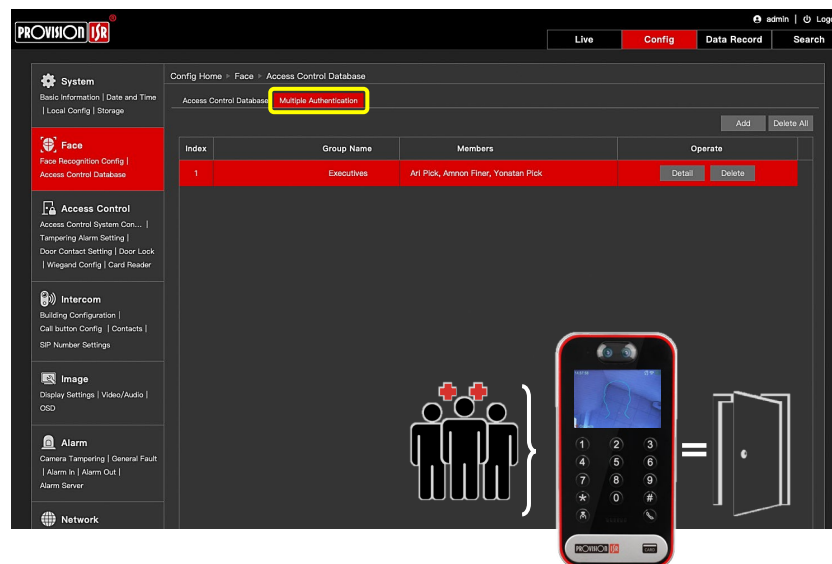 PROVISION ISR
admin | Logo
Live Config Data Record Search
System
Basic Information | Date and Time
| Local Config | Storage
Face
Face Recognition Config |
Access Control Database
Access Control
Access Control System Con... |
Tampering Alarm Setting |
Door Contact Setting | Door Lock
| Wiegand Config | Card Reader
Intercom
Building Configuration |
Call button Config | Contacts |
SIP Number Settings
Image
Display Settings | Video/Audio |
OSD
Alarm
Camera Tampering | General Fault
| Alarm In | Alarm Out |
Alarm Server
Network
Config Home ▸ Face ▸ Access Control Database
Access Control Database Multiple Authentication
Add Delete All
Index Group Name Members Operate
1 Executives Ari Pick, Amnon Finer, Yonatan Pick Detail Delete
1 2 3
4 5 6
7 8 9
* 0 #
=
PROVISION ISR CARD